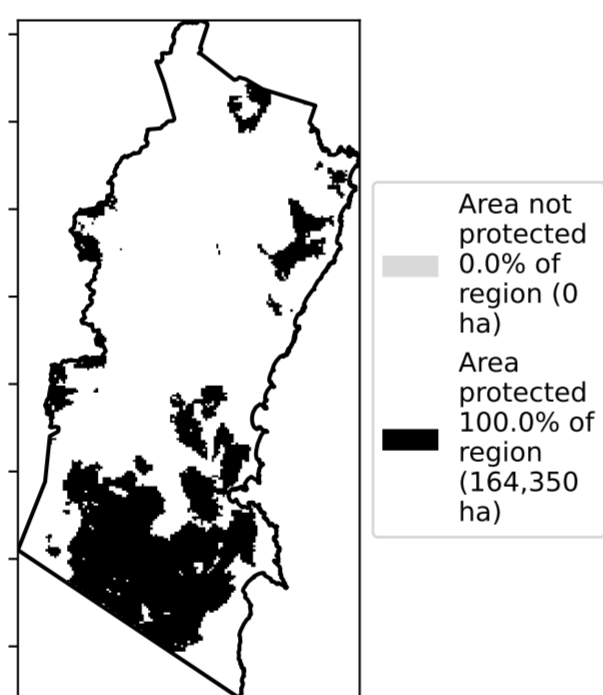 Area not
protected
0.0% of
region (0
ha)
Area
protected
100.0% of
region
(164,350
ha)